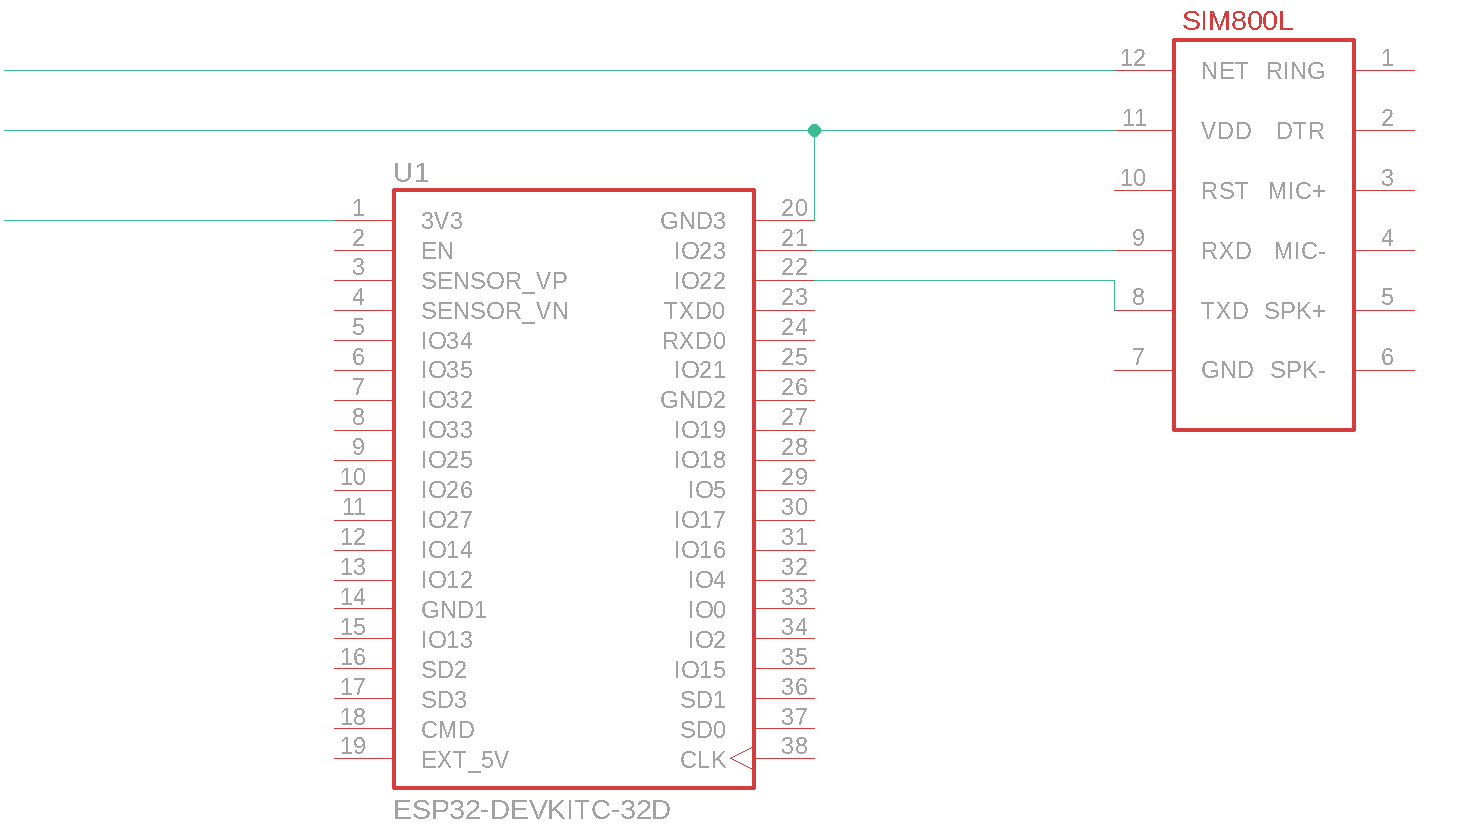 SIM800L
12 NET RING 1
11 VDD DTR 2
10 RST MIC+ 3
9 RXD MIC- 4
8 TXD SPK+ 5
7 GND SPK- 6
U1
1 3V3 GND3 20
2 EN IO23 21
3 SENSOR_VP IO22 22
4 SENSOR_VN TXD0 23
5 IO34 RXD0 24
6 IO35 IO21 25
7 IO32 GND2 26
8 IO33 IO19 27
9 IO25 IO18 28
10 IO26 IO5 29
11 IO27 IO17 30
12 IO14 IO16 31
13 IO12 IO4 32
14 GND1 IO0 33
15 IO13 IO2 34
16 SD2 IO15 35
17 SD3 SD1 36
18 CMD SD0 37
19 EXT_5V CLK 38
ESP32-DEVKITC-32D